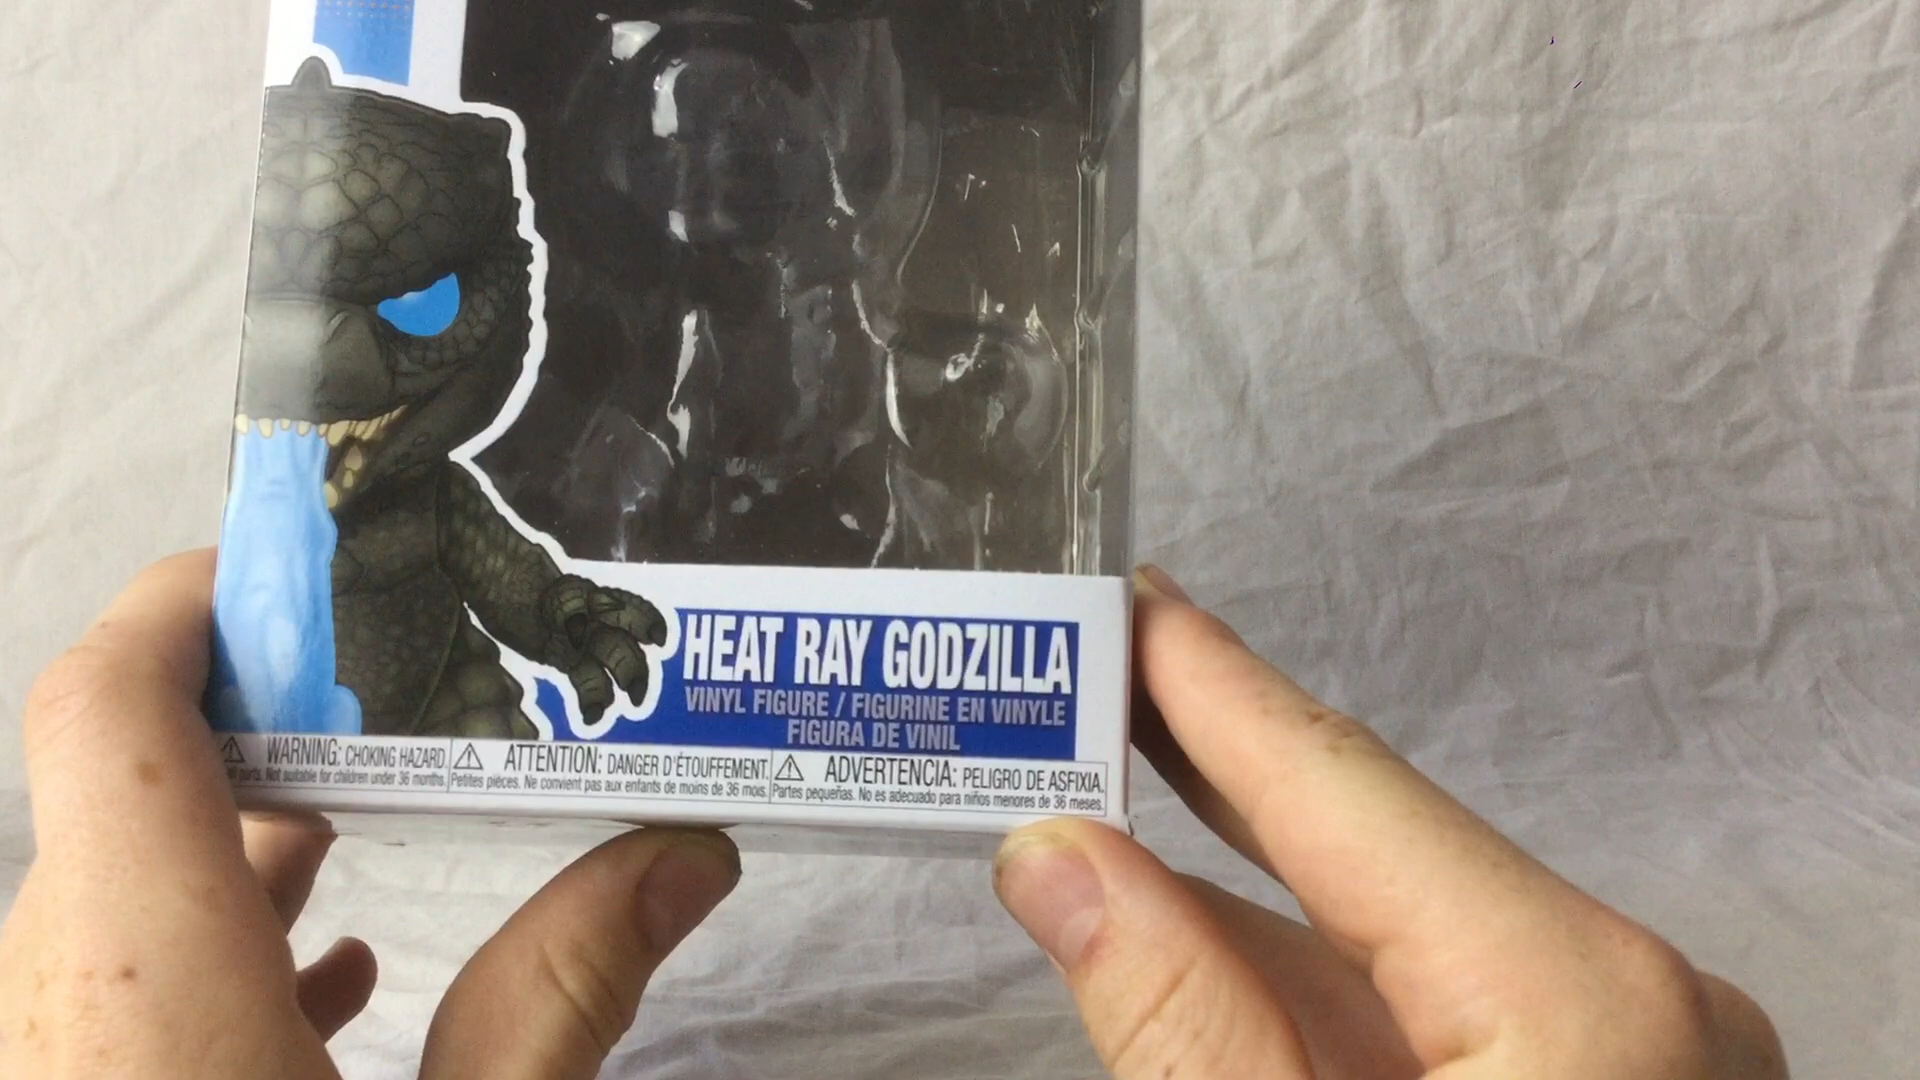 HEAT RAY GODZILLA
VINYL FIGURE / FIGURINE EN VINYLE
FIGURA DE VINIL
WARNING: CHOKING HAZARD.
parts. Not suitable for children under 36 months.
ATTENTION: DANGER D'ÉTOUFFEMENT.
Petites pièces. Ne convient pas aux enfants de moins de 36 mois.
ADVERTENCIA: PELIGRO DE ASFIXIA.
Partes pequeñas. No es adecuado para niños menores de 36 meses.